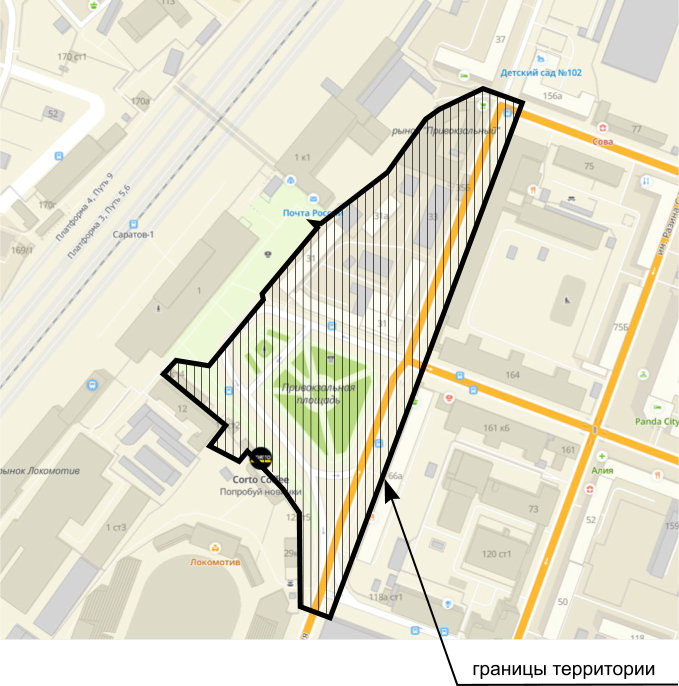 113
37
170 ст1
Детский сад №102
156а
170а
52
77
рынок "Привокзальный"
Сова
1 к1
75
35Б
170г
Платформа 4, Путь 9
Платформа 3, Путь 5,6
Почта России
31а
33
Саратов-1
им. Разина С
169/1
31
1
31
75Б
164
Привокзальная
площадь
12
Panda City
161 к6
161
рынок Локомотив
Алия
Corto Coffee
Попробуй новинки
66а
73
52
1 ст3
159
29
120 ст1
Локомотив
118а ст1
50
118
границы территории